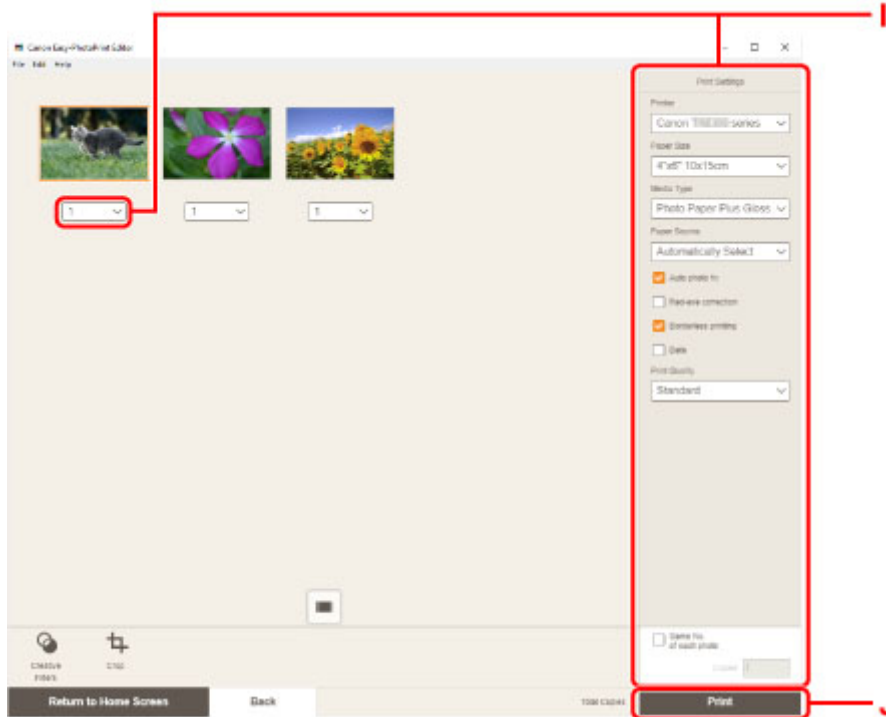 I
Canon Easy-PhotoPrint Editor
File Edit Help
Print Settings
Printer
Canon series
Paper Size
4"x6" 10x15cm
Media Type
Photo Paper Plus Gloss
Paper Source
Automatically Select
1 1 1
Auto photo fix
Red-eye correction
Borderless printing
Date
Print Quality
Standard
Creative
Filters
Crop
Same No.
of each photo
Copies
Return to Home Screen
Back
Copies
Print
J